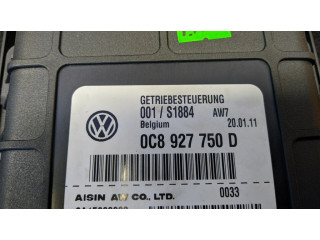 GETRIEBESTEUERUNG
001 / S1884 AW7
Belgium 20.01.11
0C8 927 750 D
AISIN AW CO., LTD. 0033